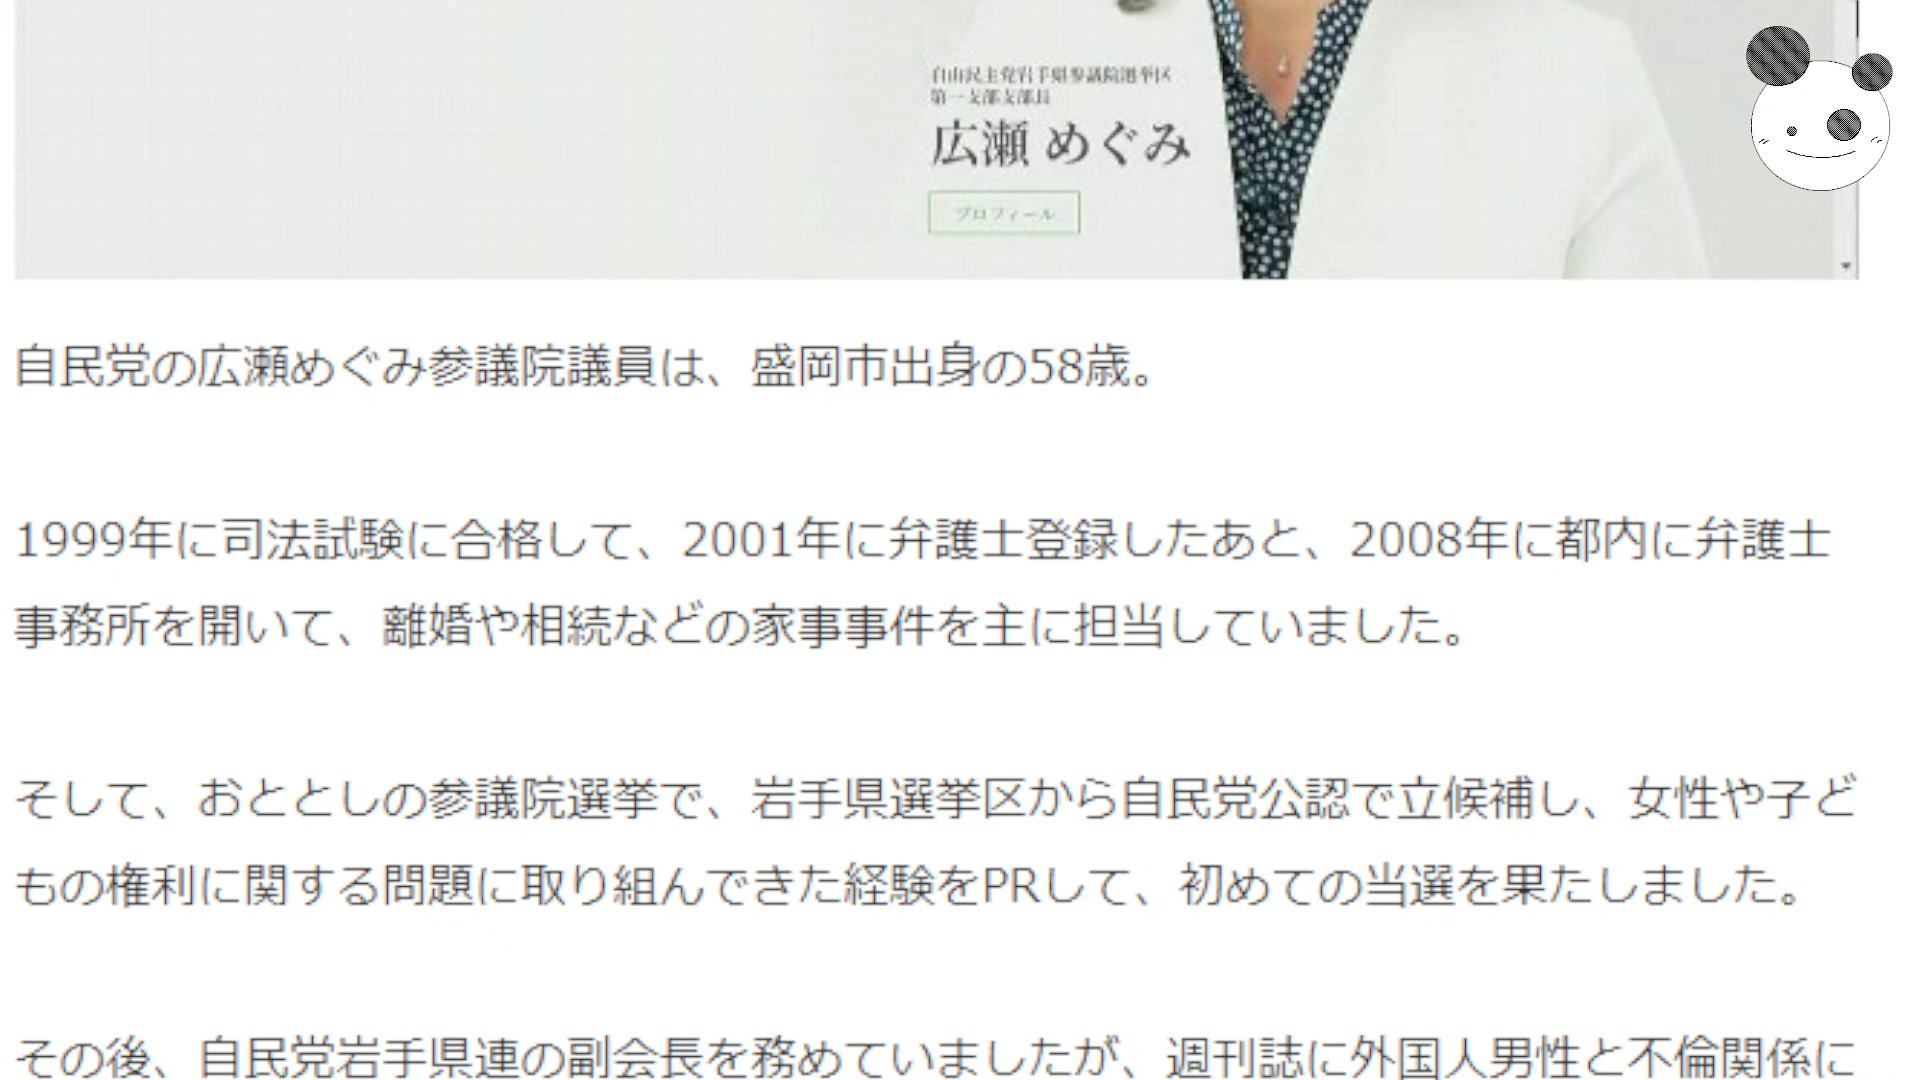 自由民主党岩手県参議院選挙区
第一支部支部長
広瀬 めぐみ
プロフィール
自民党の広瀬めぐみ参議院議員は、盛岡市出身の58歳。
1999年に司法試験に合格して、2001年に弁護士登録したあと、2008年に都内に弁護士
事務所を開いて、離婚や相続などの家事事件を主に担当していました。
そして、おととしの参議院選挙で、岩手県選挙区から自民党公認で立候補し、女性や子ど
もの権利に関する問題に取り組んできた経験をPRして、初めての当選を果たしました。
その後、自民党岩手県連の副会長を務めていましたが、週刊誌に外国人男性と不倫関係に